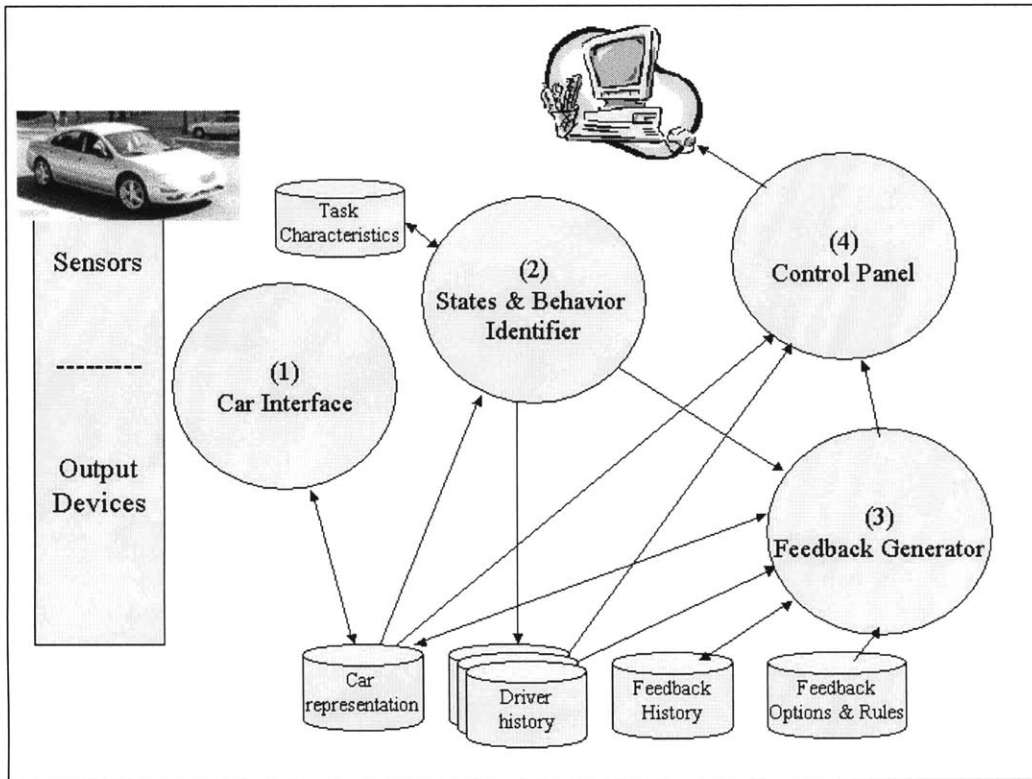 Sensors
Output
Devices
Task
Characteristics
(1)
Car Interface
(2)
States & Behavior
Identifier
(4)
Control Panel
(3)
Feedback Generator
Car
representation
Driver
history
Feedback
History
Feedback
Options & Rules